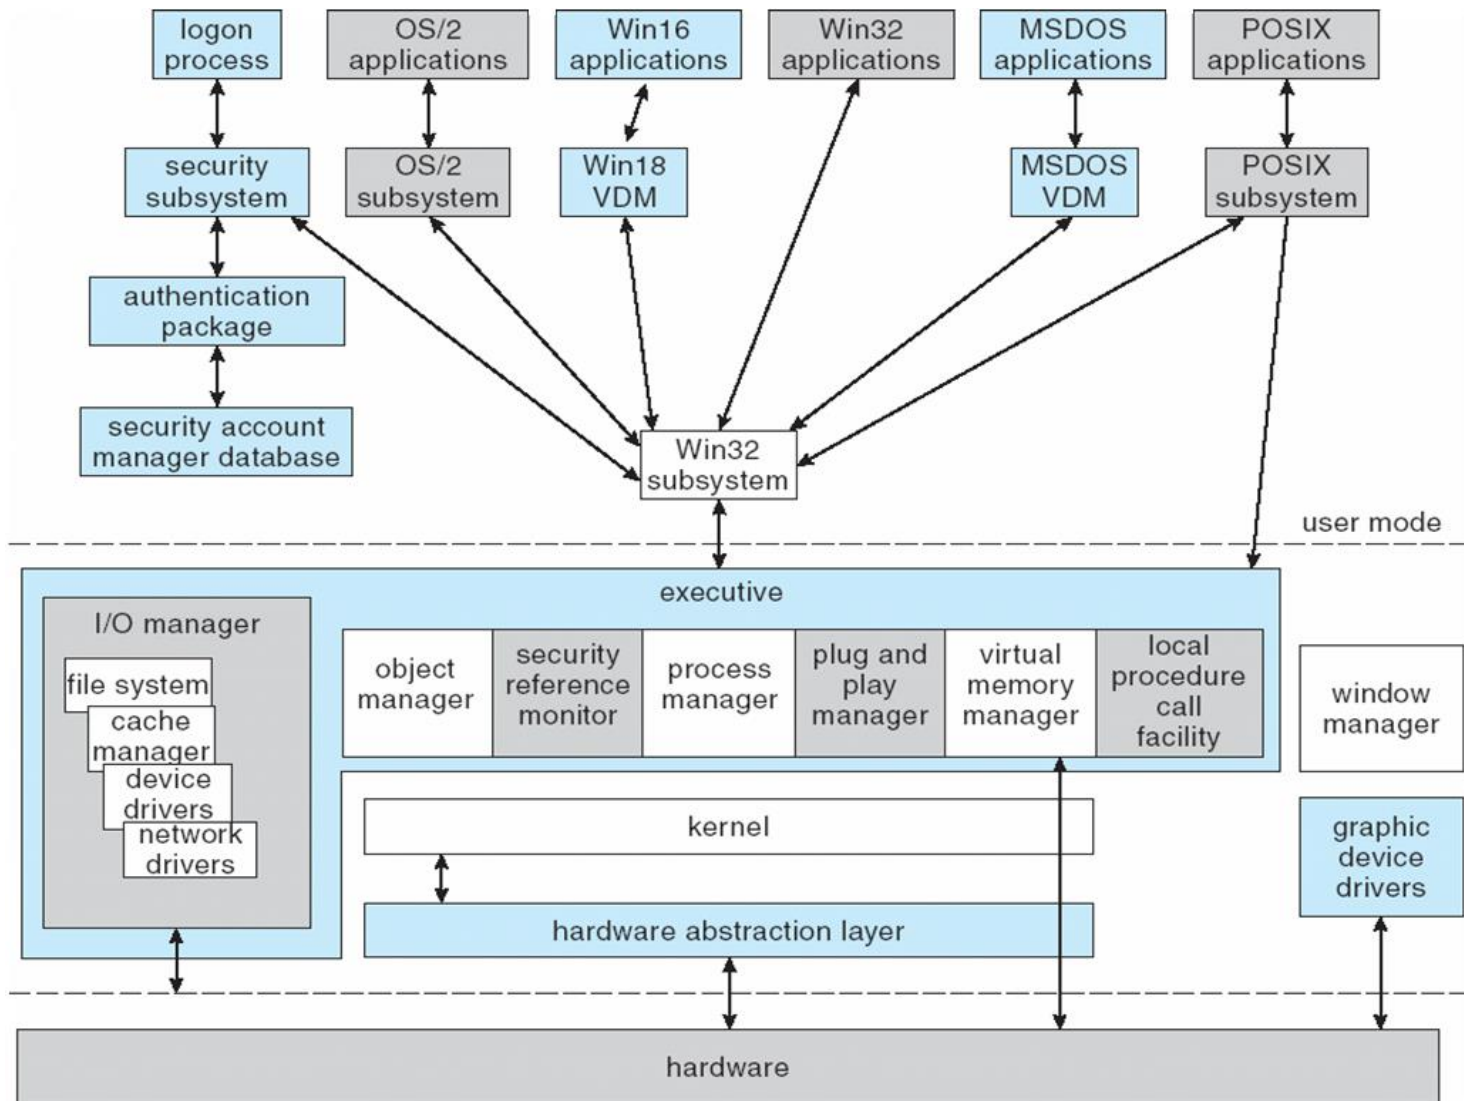 logon
process
OS/2
applications
Win16
applications
Win32
applications
MSDOS
applications
POSIX
applications
security
subsystem
OS/2
subsystem
Win18
VDM
MSDOS
VDM
POSIX
subsystem
authentication
package
security account
manager database
Win32
subsystem
user mode
executive
I/O manager
file system
cache
manager
device
drivers
network
drivers
object
manager
security
reference
monitor
process
manager
plug and
play
manager
virtual
memory
manager
local
procedure
call
facility
window
manager
kernel
graphic
device
drivers
hardware abstraction layer
hardware